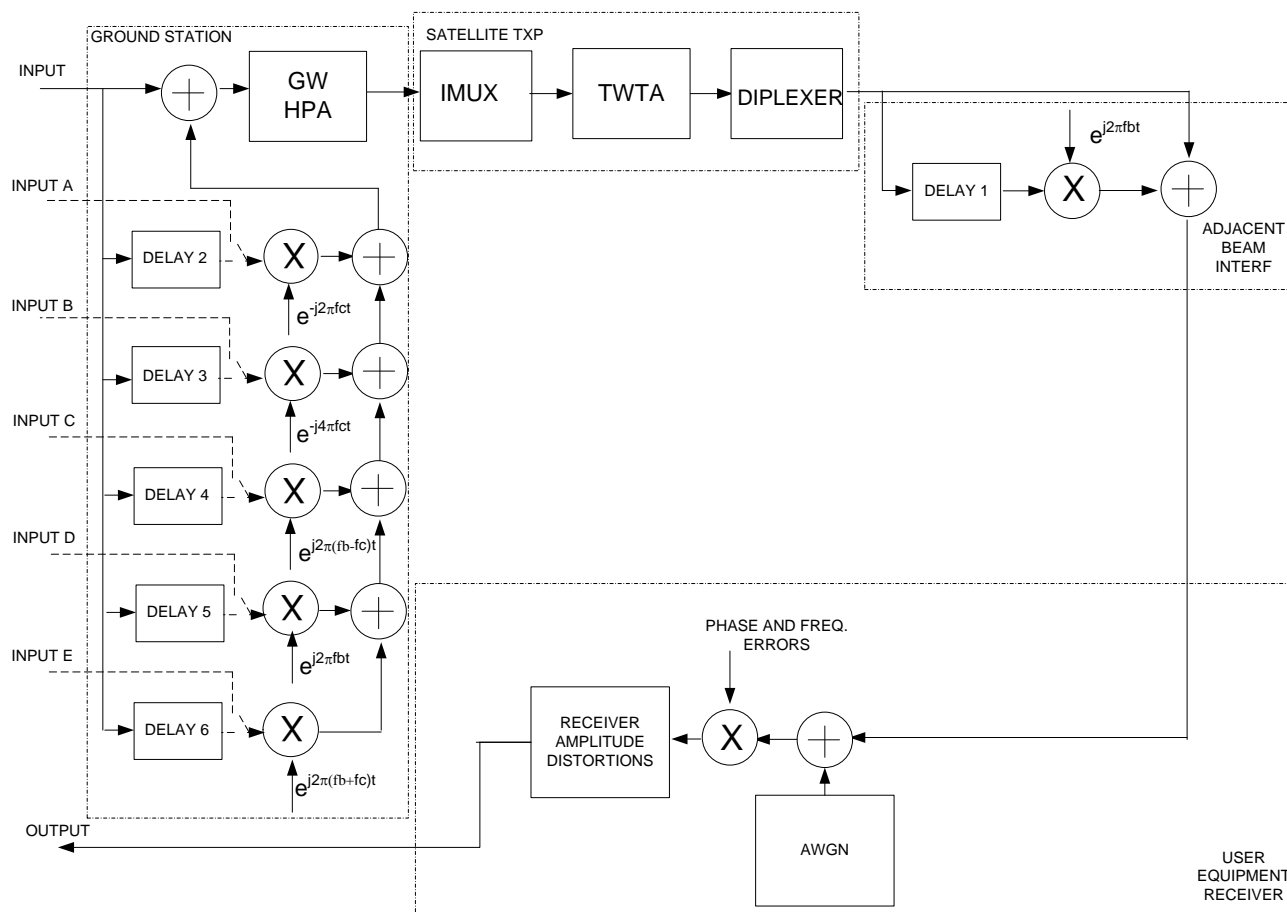 GROUND STATION
SATELLITE TXP
INPUT
GW
HPA
IMUX
TWTA
DIPLEXER
e^j2πfbt
DELAY 1
X
ADJACENT
BEAM
INTERF
INPUT A
DELAY 2
X
e^-j2πfct
INPUT B
DELAY 3
X
e^-j4πfct
INPUT C
DELAY 4
X
e^j2π(fb-fc)t
INPUT D
DELAY 5
X
e^j2πfbt
INPUT E
DELAY 6
X
e^j2π(fb+fc)t
PHASE AND FREQ.
ERRORS
RECEIVER
AMPLITUDE
DISTORTIONS
X
AWGN
OUTPUT
USER
EQUIPMENT
RECEIVER